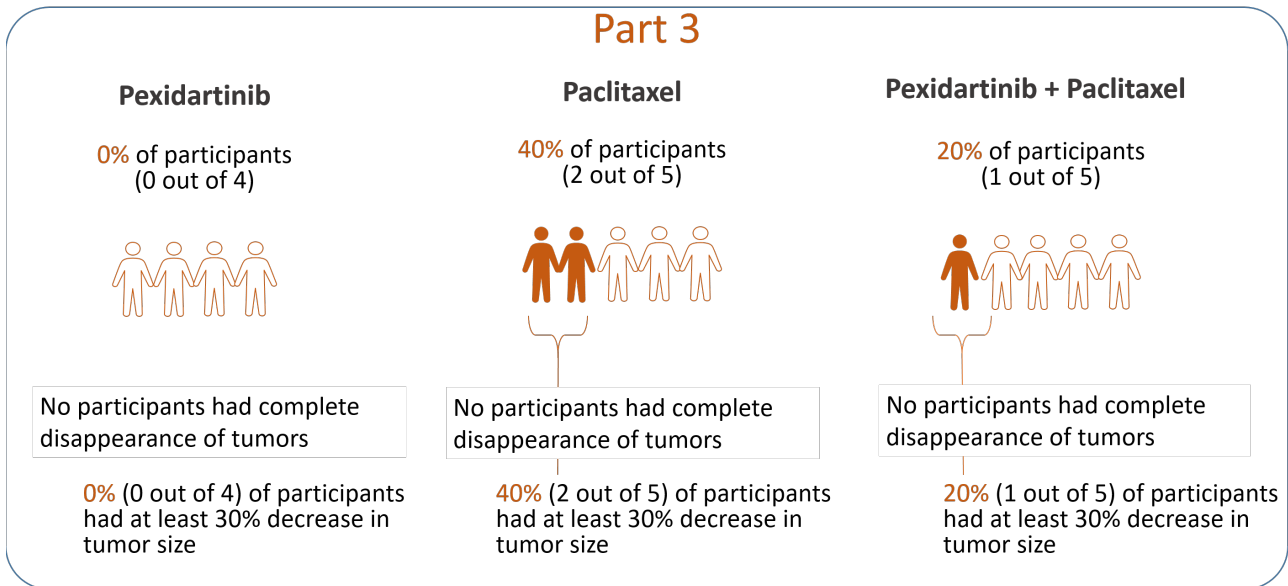 Part 3
Pexidartinib
0% of participants
(0 out of 4)
No participants had complete
disappearance of tumors
0% (0 out of 4) of participants
had at least 30% decrease in
tumor size
Paclitaxel
40% of participants
(2 out of 5)
No participants had complete
disappearance of tumors
40% (2 out of 5) of participants
had at least 30% decrease in
tumor size
Pexidartinib + Paclitaxel
20% of participants
(1 out of 5)
No participants had complete
disappearance of tumors
20% (1 out of 5) of participants
had at least 30% decrease in
tumor size